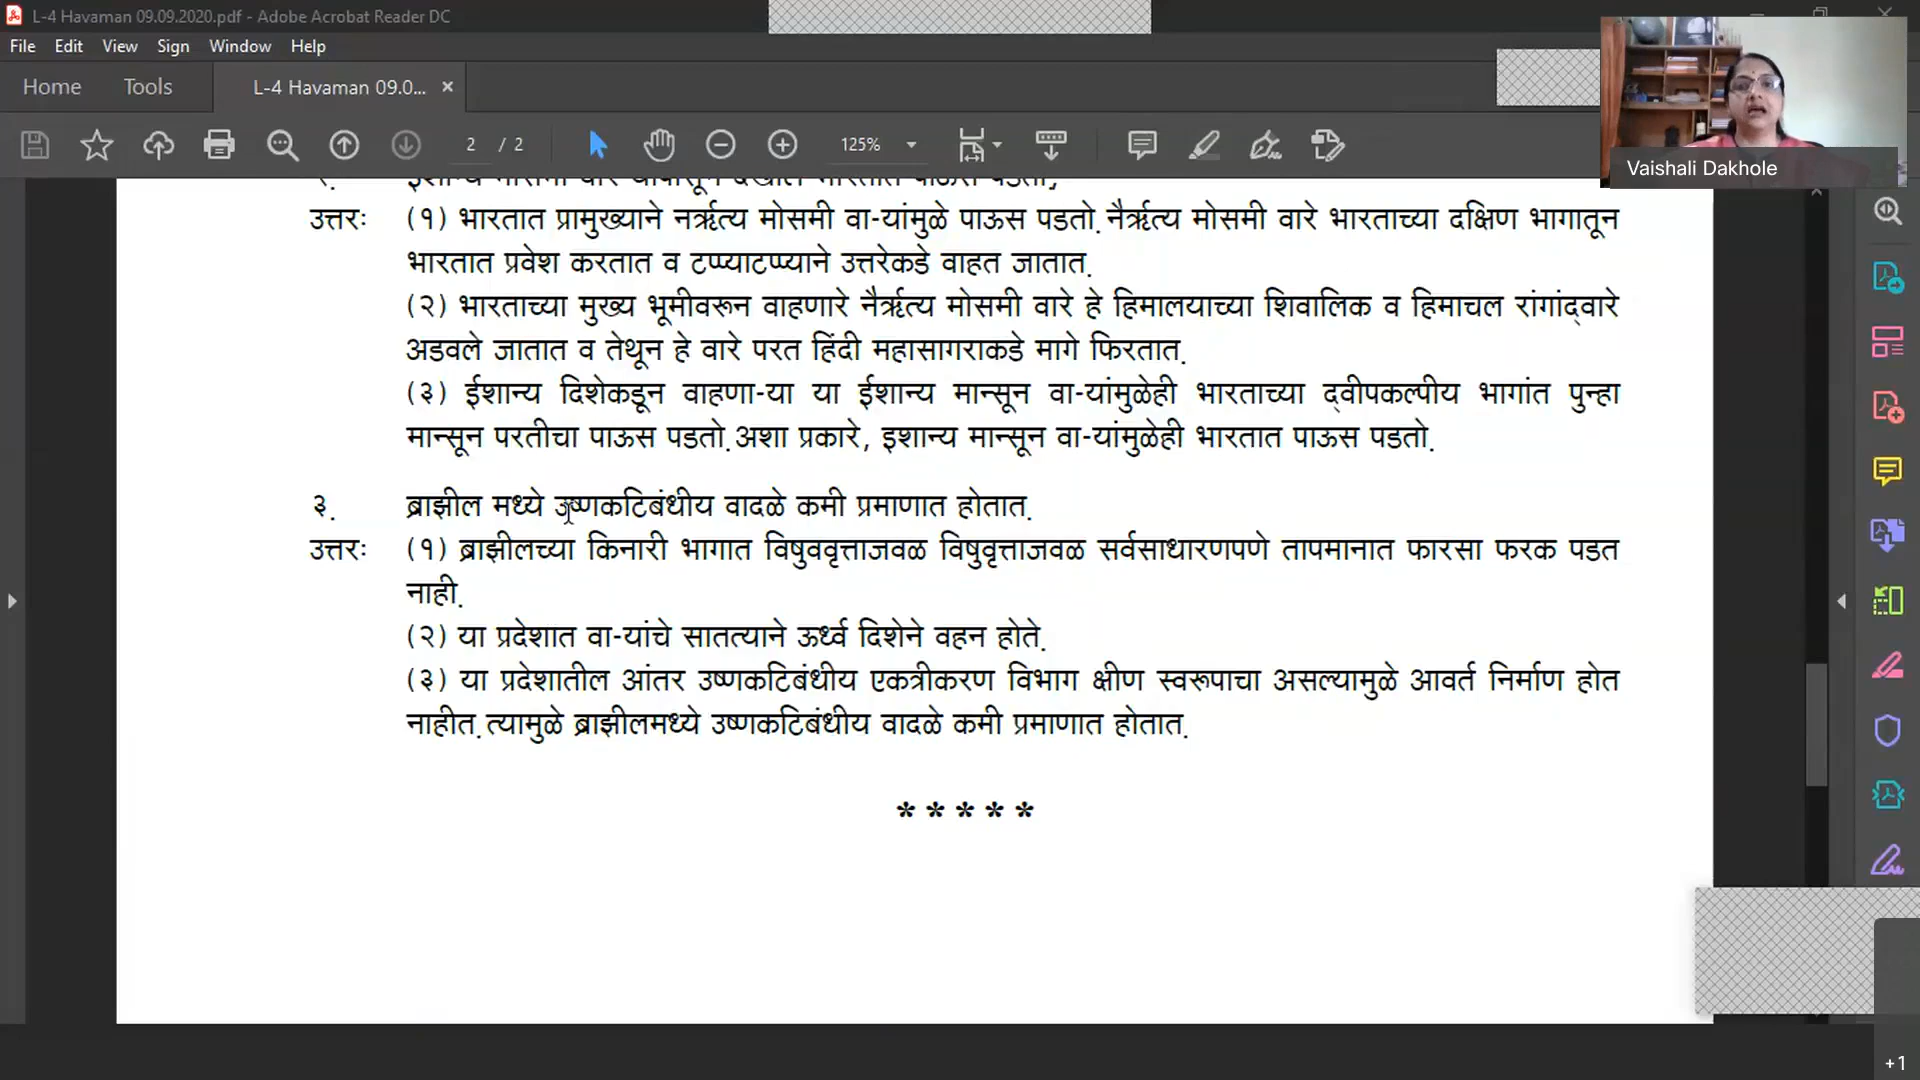 L-4 Havaman 09.09.2020.pdf - Adobe Acrobat Reader DC
File Edit View Sign Window Help
Home Tools L-4 Havaman 09.0... ×
2 / 2 125%
Vaishali Dakhole
उत्तरः (१) भारतात प्रामुख्याने नर्ऋत्य मोसमी वा-यांमुळे पाऊस पडतो. नैर्ऋत्य मोसमी वारे भारताच्या दक्षिण भागातून
भारतात प्रवेश करतात व टप्प्याटप्प्याने उत्तरेकडे वाहत जातात.
(२) भारताच्या मुख्य भूमीवरून वाहणारे नैर्ऋत्य मोसमी वारे हे हिमालयाच्या शिवालिक व हिमाचल रांगांद्‌वारे
अडवले जातात व तेथून हे वारे परत हिंदी महासागराकडे मागे फिरतात.
(३) ईशान्य दिशेकडून वाहणा-या या ईशान्य मान्सून वा-यांमुळेही भारताच्या द्‌वीपकल्पीय भागांत पुन्हा
मान्सून परतीचा पाऊस पडतो. अशा प्रकारे, इशान्य मान्सून वा-यांमुळेही भारतात पाऊस पडतो.
३. ब्राझील मध्ये उष्णकटिबंधीय वादळे कमी प्रमाणात होतात.
उत्तरः (१) ब्राझीलच्या किनारी भागात विषुववृत्ताजवळ विषुवृत्ताजवळ सर्वसाधारणपणे तापमानात फारसा फरक पडत
नाही.
(२) या प्रदेशात वा-यांचे सातत्याने ऊर्ध्व दिशेने वहन होते.
(३) या प्रदेशातील आंतर उष्णकटिबंधीय एकत्रीकरण विभाग क्षीण स्वरूपाचा असल्यामुळे आवर्त निर्माण होत
नाहीत. त्यामुळे ब्राझीलमध्ये उष्णकटिबंधीय वादळे कमी प्रमाणात होतात.
* * * * *
+1